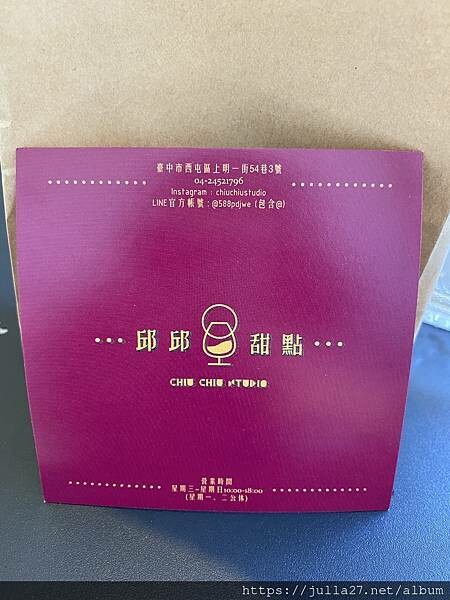 臺中市西屯區上明一街54巷3號
04-24521796
Instagram : chiuchiustudio
LINE官方帳號 : @588pdjwe (包含@)
邱邱 甜點
CHIU CHIU STUDIO
營業時間
星期三-星期日10:00-18:00
(星期一、二公休)
https://julla27.net/album